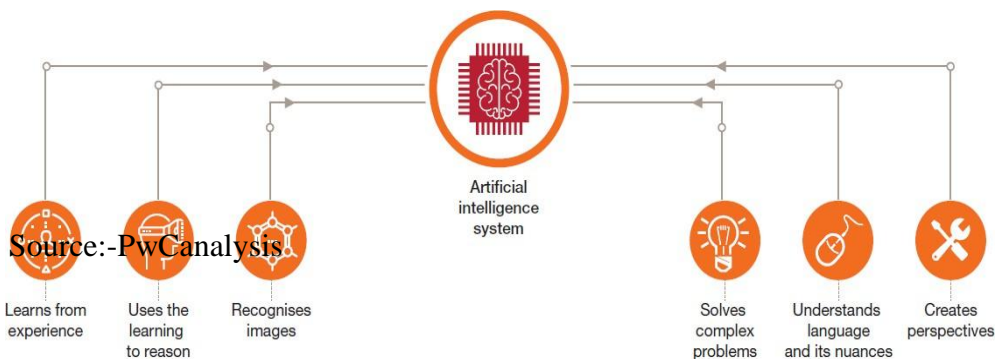 Artificial
intelligence
system
Source:-PwCanalysis
Learns from
experience
Uses the
learning
to reason
Recognises
images
Solves
complex
problems
Understands
language
and its nuances
Creates
perspectives